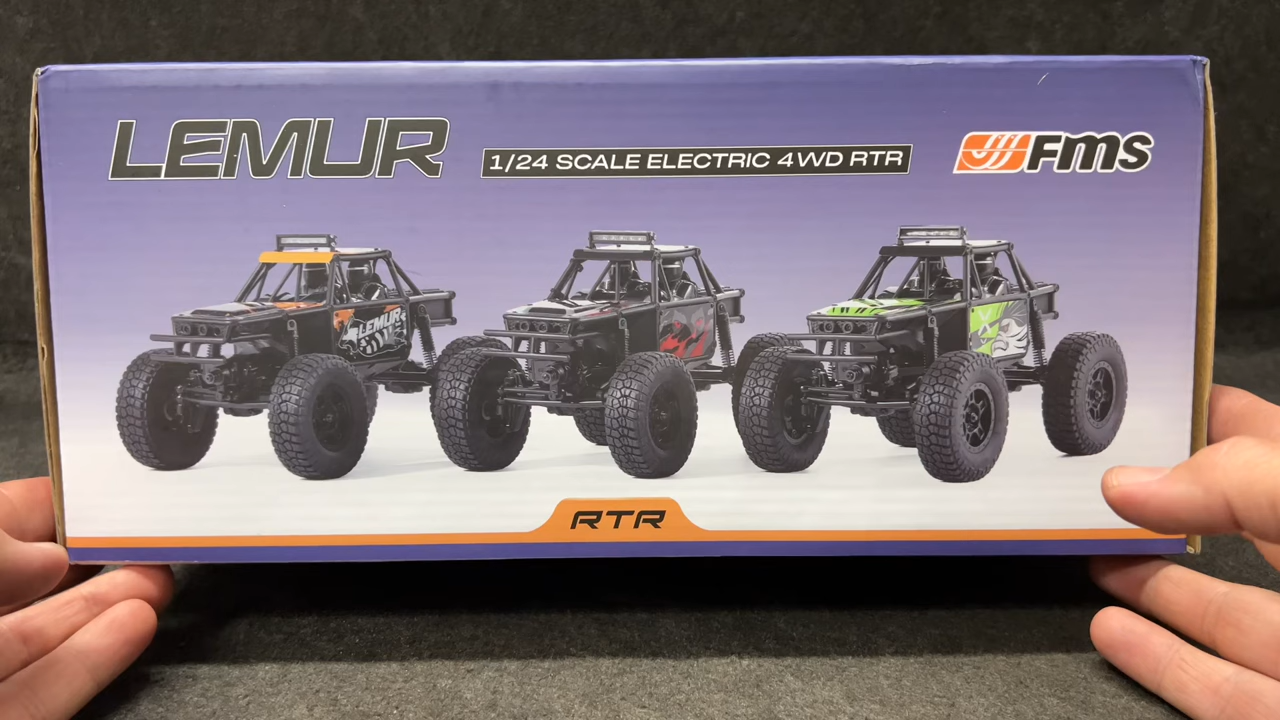 LEMUR
1/24 SCALE ELECTRIC 4WD RTR
Fms
LEMUR
RTR